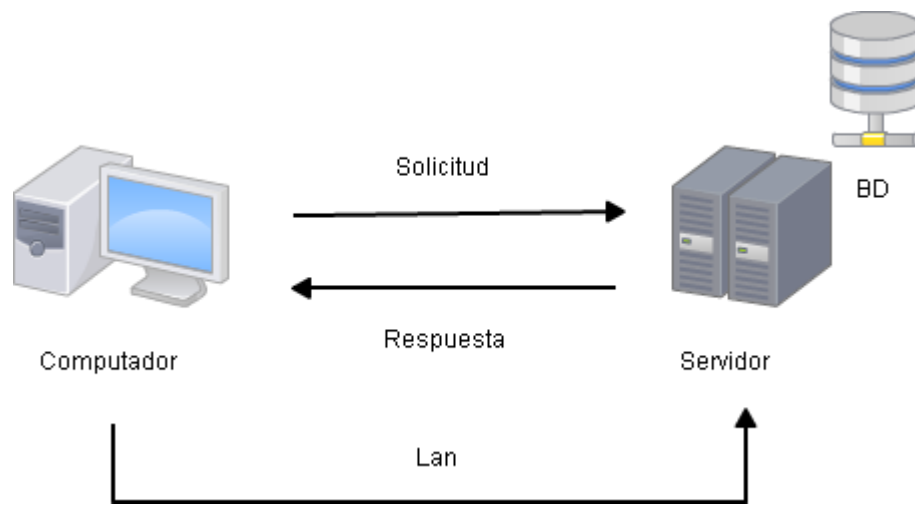 Solicitud
BD
Respuesta
Computador
Servidor
Lan